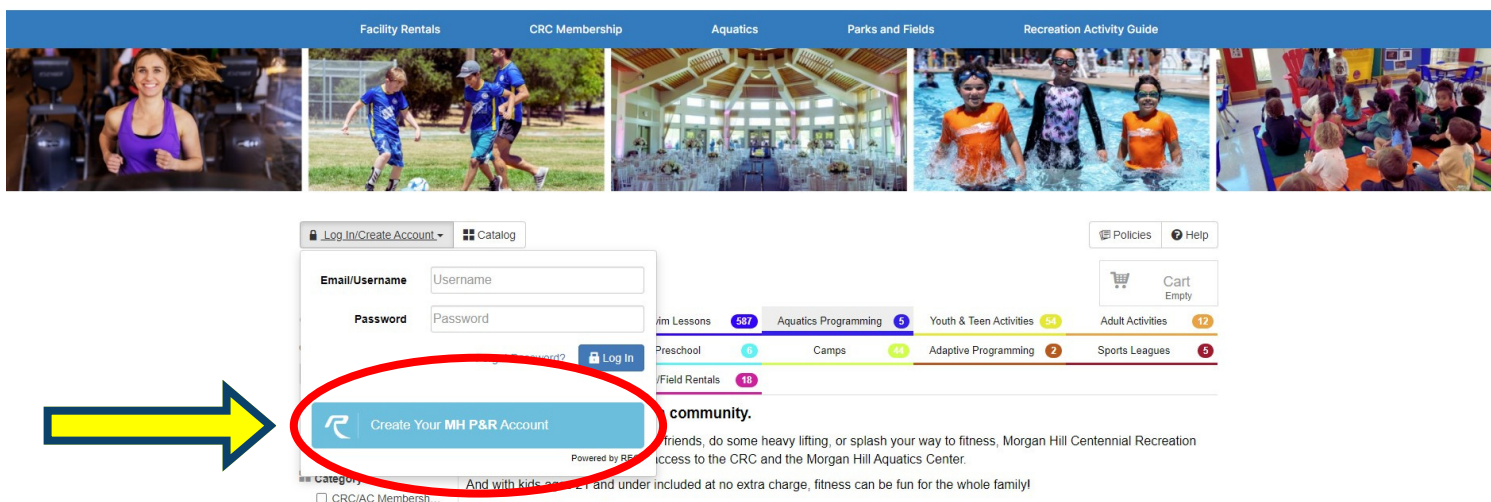 Facility Rentals CRC Membership Aquatics Parks and Fields Recreation Activity Guide
Log In/Create Account Catalog Policies Help
Email/Username Username
Cart
Empty
Password Password
Lessons 587 Aquatics Programming 5 Youth & Teen Activities 54 Adult Activities 12
Log In
Preschool 6 Camps 44 Adaptive Programming 2 Sports Leagues 5
/Field Rentals 18
Create Your MH P&R Account
community.
friends, do some heavy lifting, or splash your way to fitness, Morgan Hill Centennial Recreation
Powered by
access to the CRC and the Morgan Hill Aquatics Center.
Category
And with kids ages 21 and under included at no extra charge, fitness can be fun for the whole family!
CRC/AC Membersh...